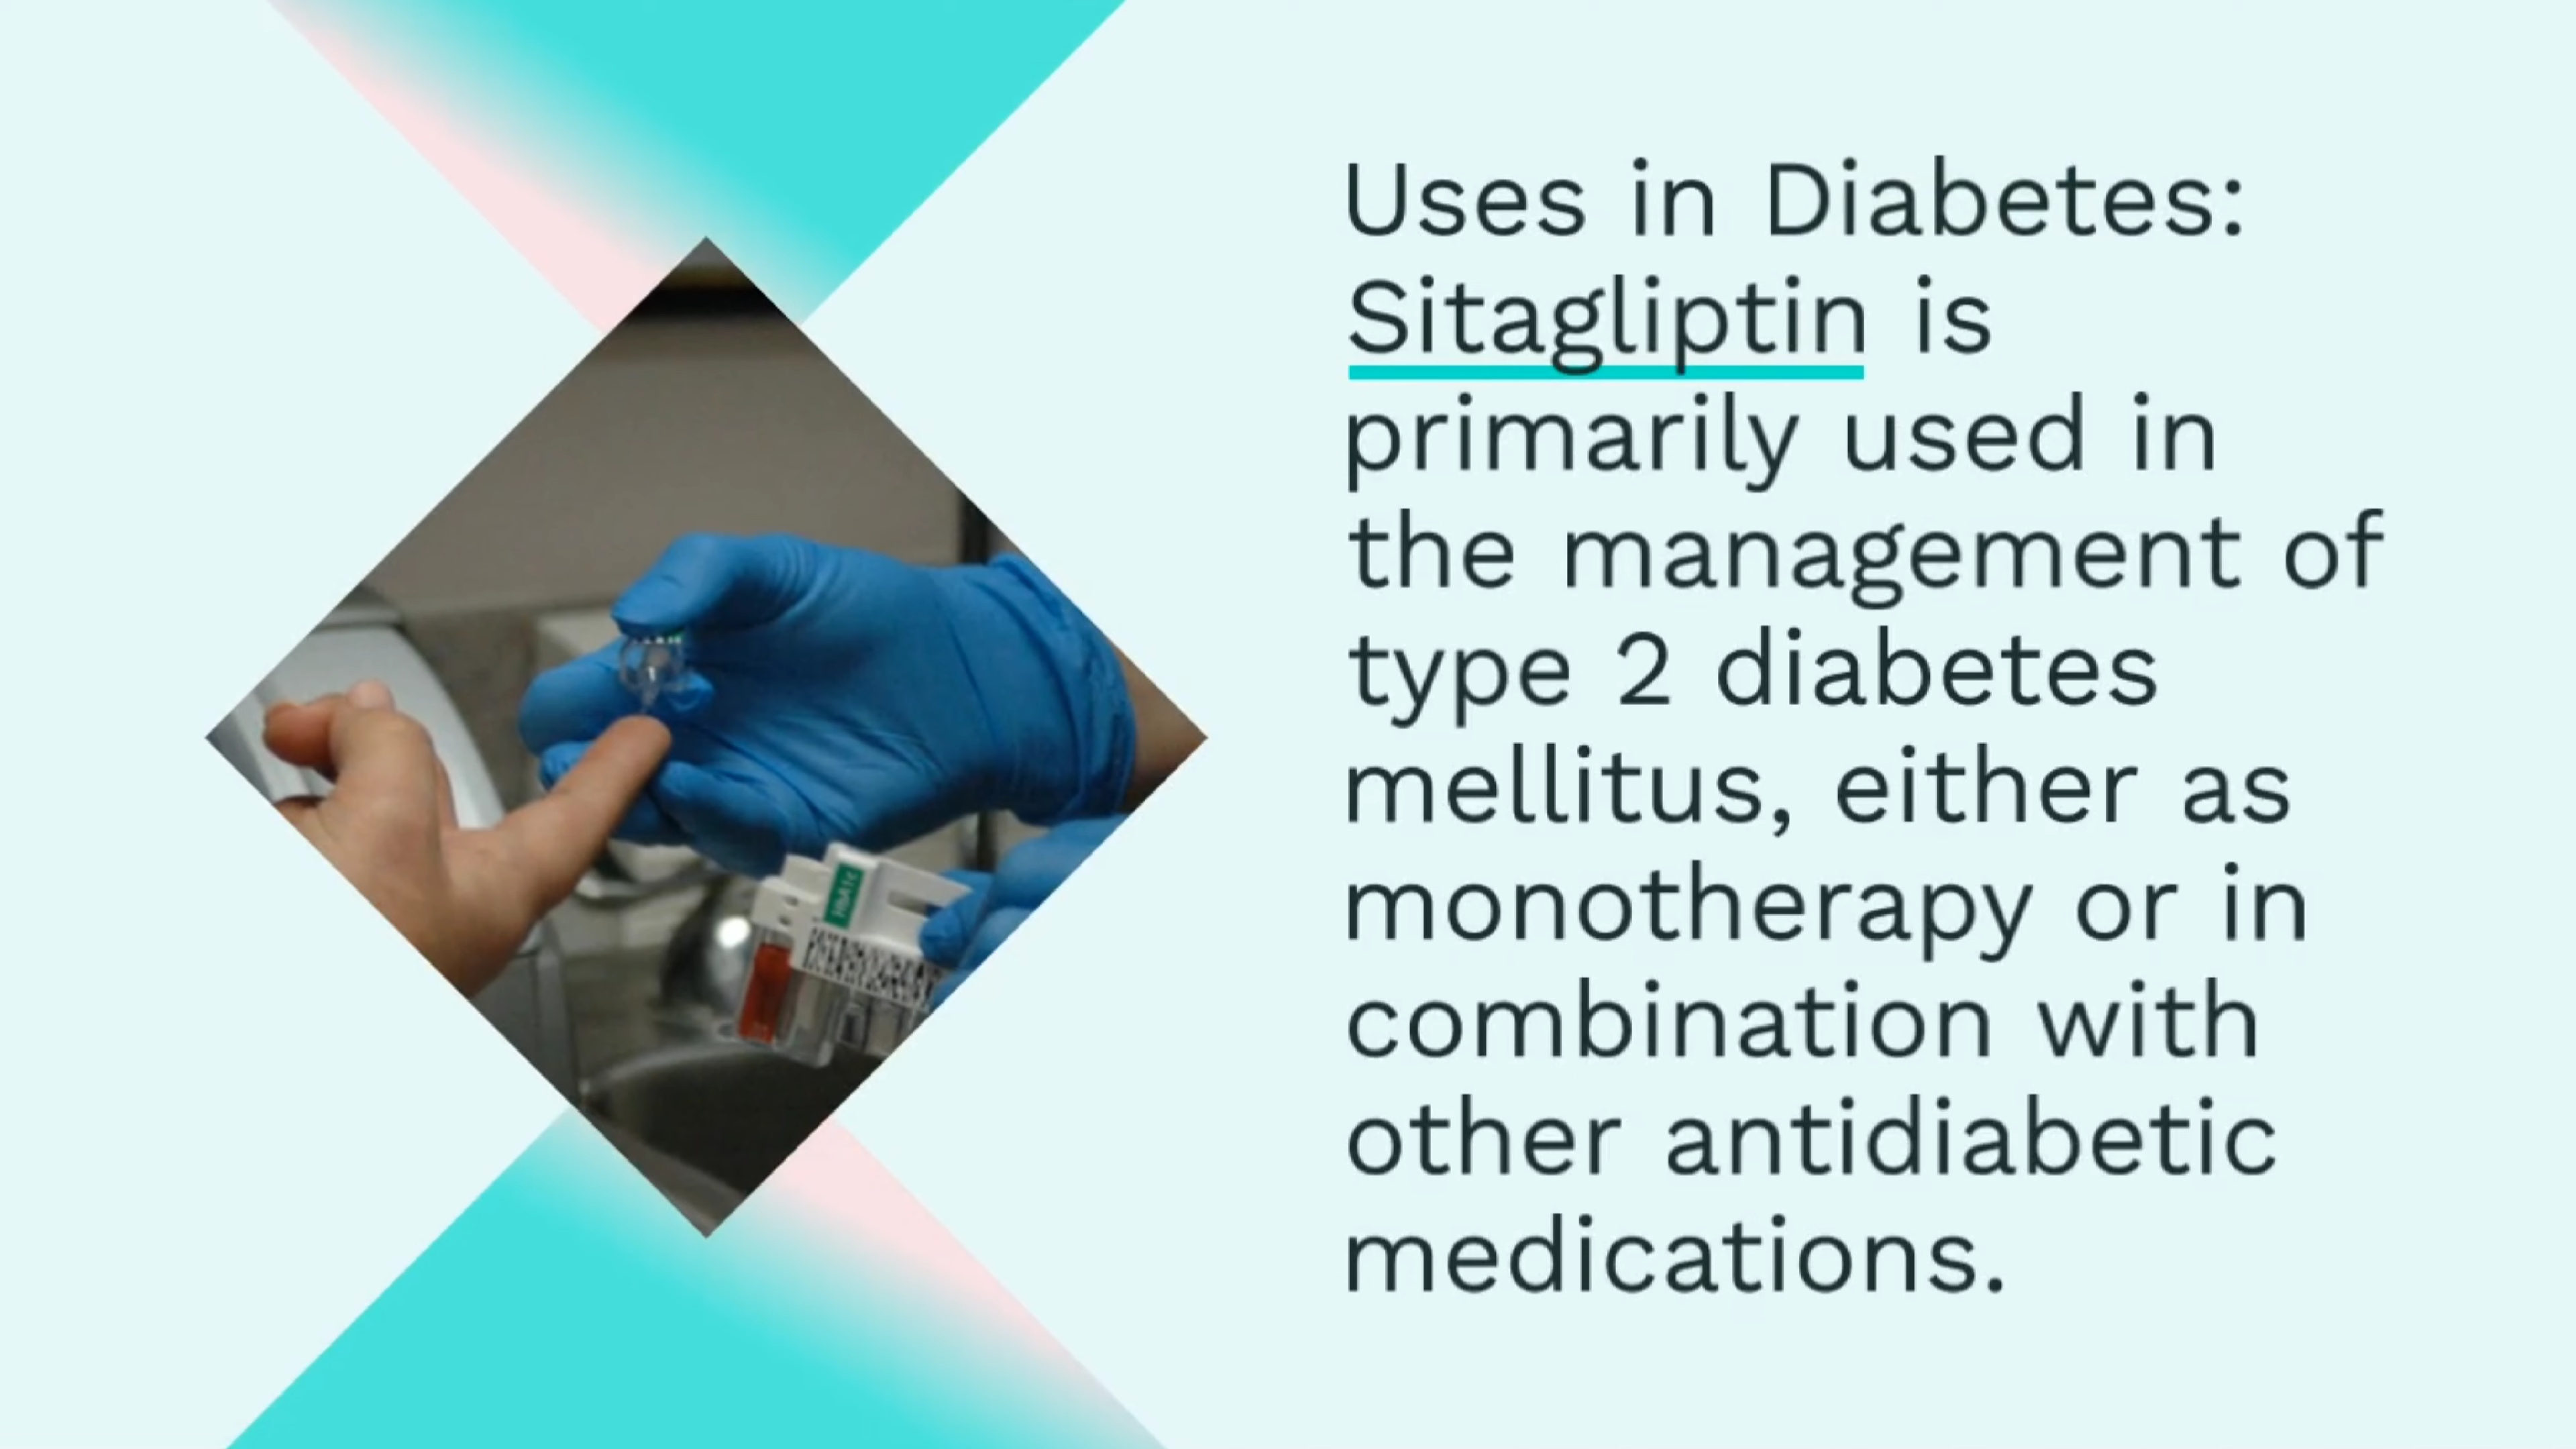 Uses in Diabetes:
Sitagliptin is
primarily used in
the management of
type 2 diabetes
mellitus, either as
monotherapy or in
combination with
other antidiabetic
medications.
HbA1c